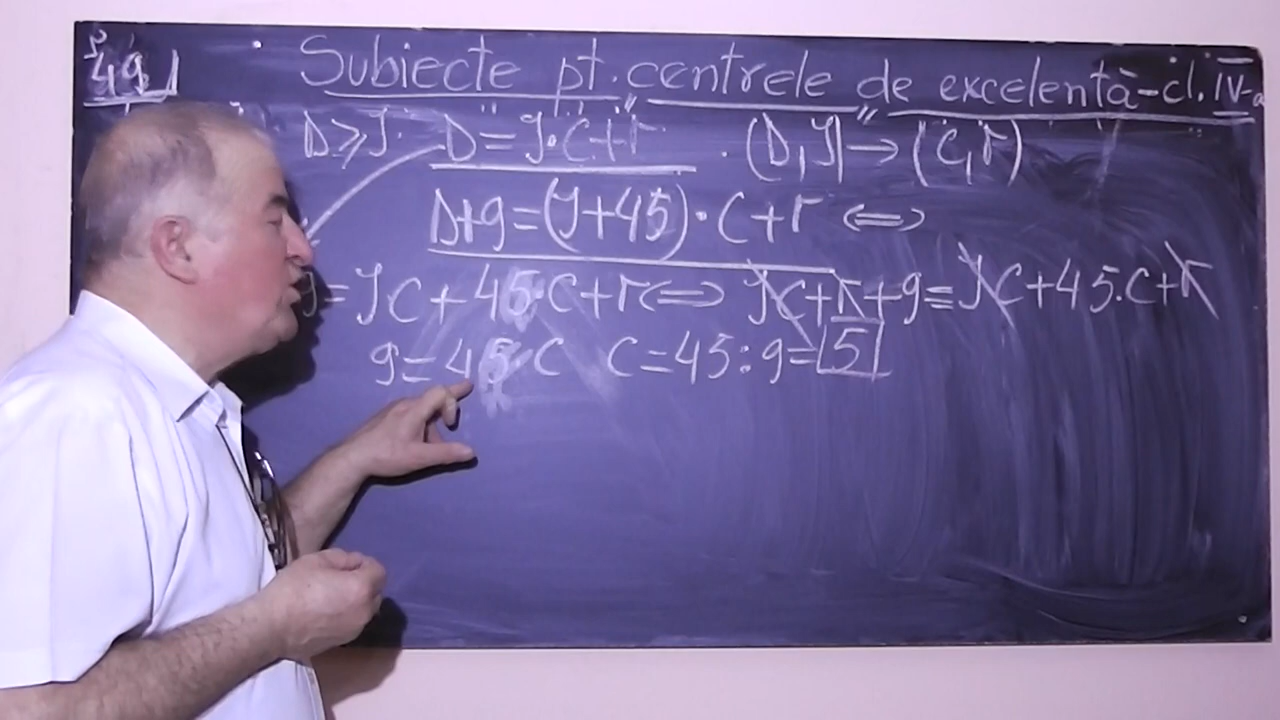 49
Subiecte pt. centrele de excelentă-cl. IV-a
D≥Î D=Î·C+r . (D,Î)→(C,r)
D+9=(Î+45)·C+r ⟺
9=ÎC+45·C+r⟺ ÎC+r+9=ÎC+45·C+r
9=45·C C=45:9=5